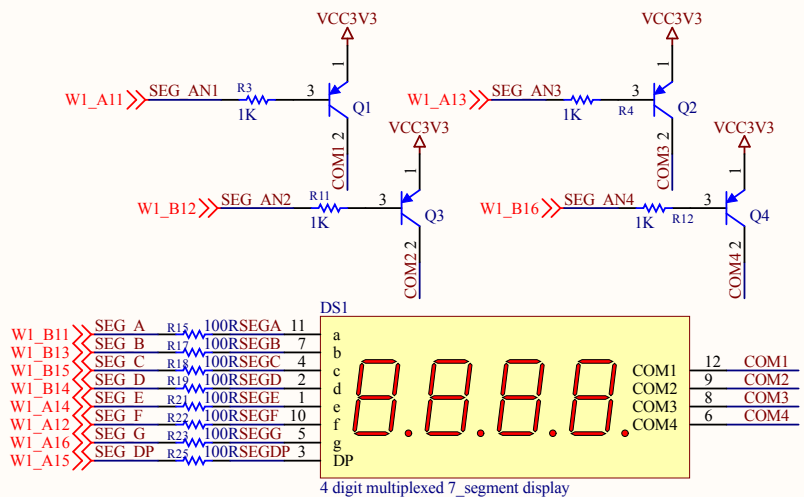 VCC3V3
VCC3V3
1
1
W1_A11 SEG_AN1 R3 1K 3 Q1
W1_A13 SEG_AN3 1K R4 3 Q2
COM1 2
COM3 2
VCC3V3
VCC3V3
1
1
W1_B12 SEG_AN2 R11 1K 3 Q3
W1_B16 SEG_AN4 1K R12 3 Q4
COM2 2
COM4 2
DS1
W1_B11 SEG_A R15 100R SEGA 11 a
W1_B13 SEG_B R17 100R SEGB 7 b
W1_B15 SEG_C R18 100R SEGC 4 c
W1_B14 SEG_D R19 100R SEGD 2 d
W1_A14 SEG_E R21 100R SEGE 1 e
W1_A12 SEG_F R22 100R SEGF 10 f
W1_A16 SEG_G R23 100R SEGG 5 g
W1_A15 SEG_DP R25 100R SEGDP 3 DP
8.8.8.8.
COM1 12 COM1
COM2 9 COM2
COM3 8 COM3
COM4 6 COM4
4 digit multiplexed 7_segment display